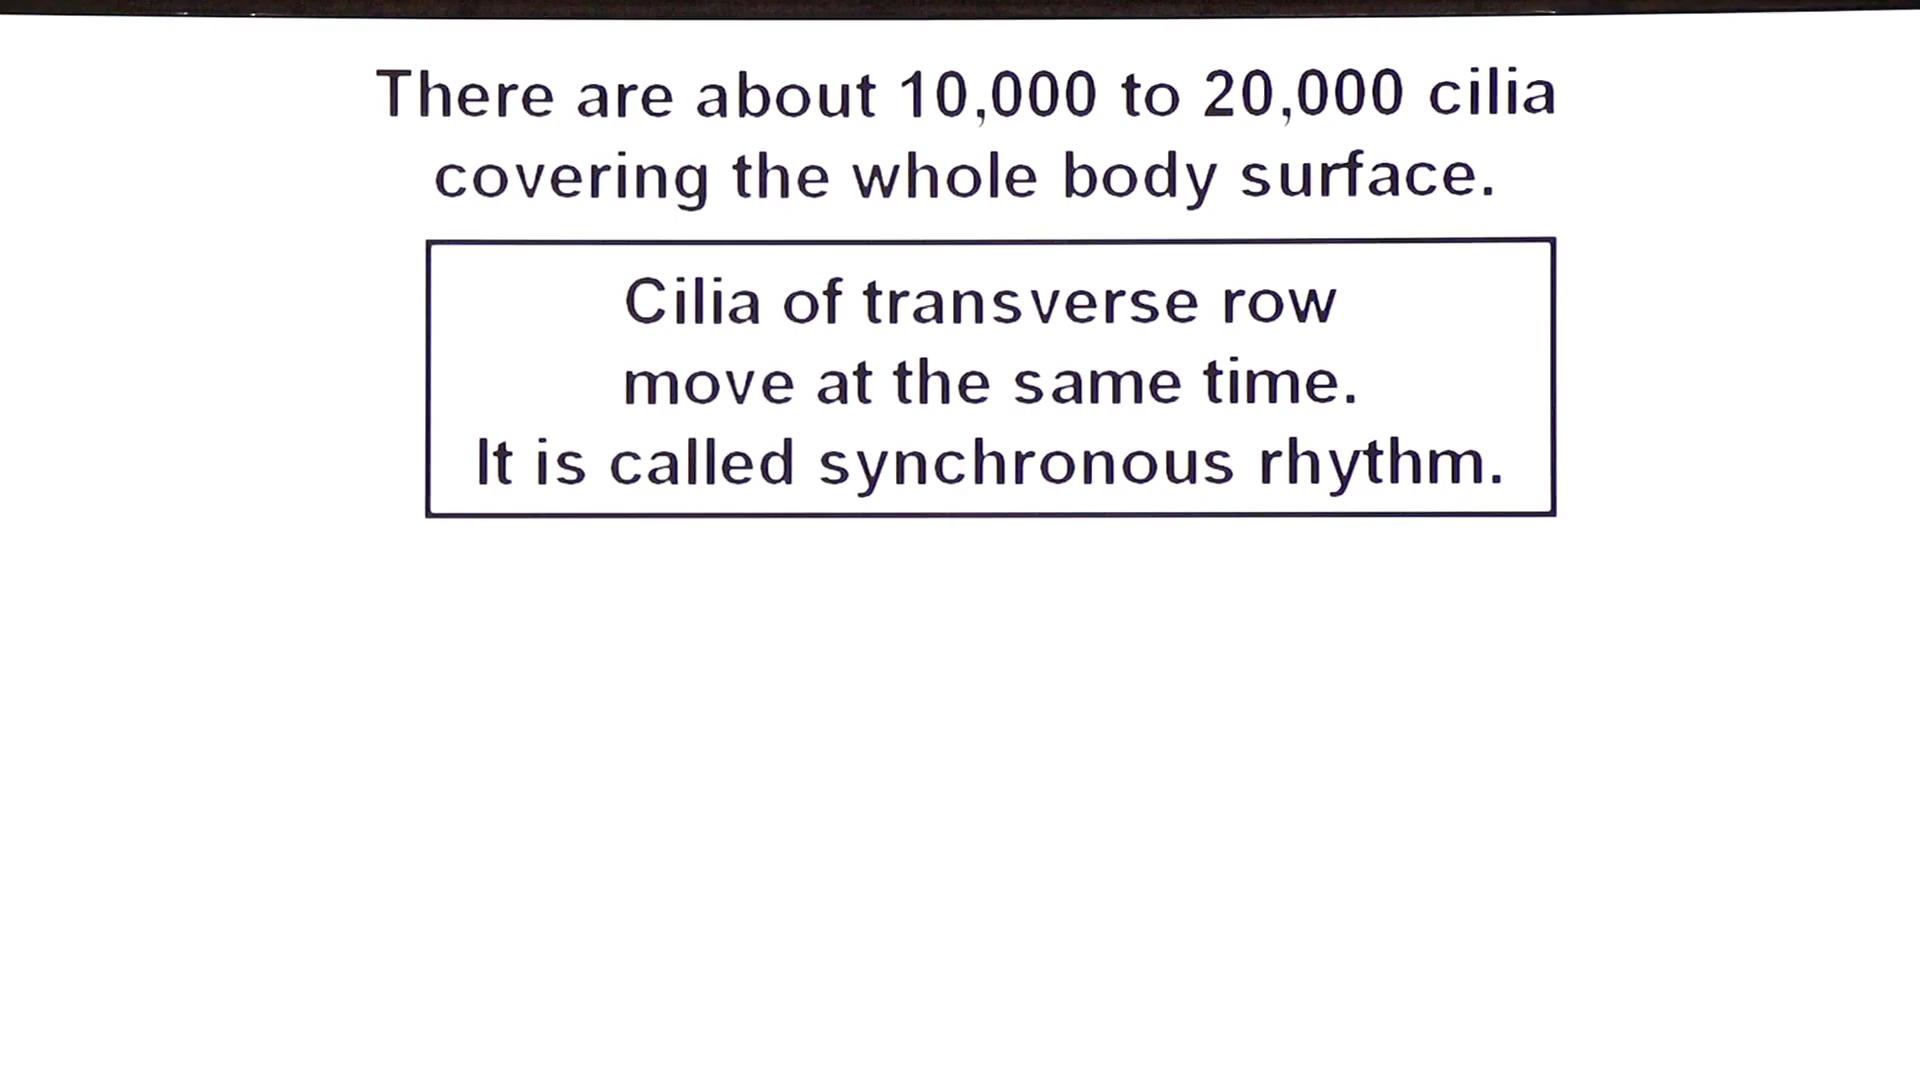 There are about 10,000 to 20,000 cilia
covering the whole body surface.
Cilia of transverse row
move at the same time.
It is called synchronous rhythm.